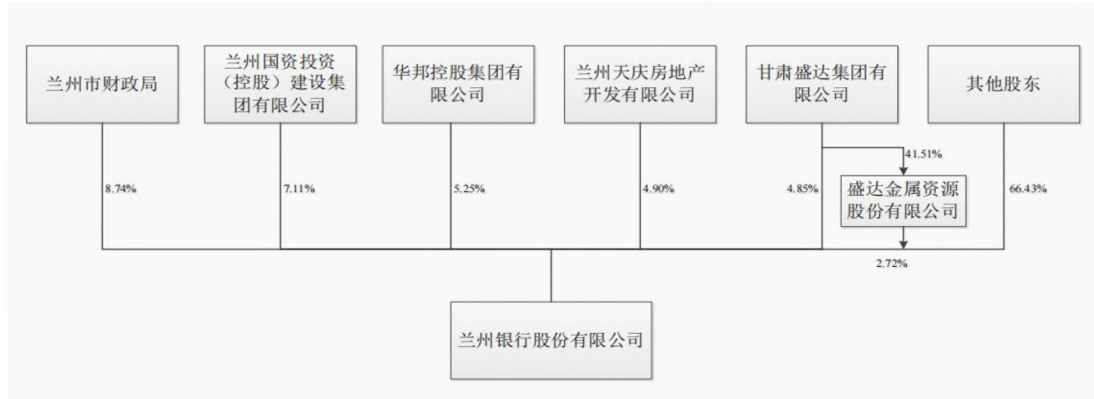 兰州市财政局
兰州国资投资
（控股）建设集
团有限公司
华邦控股集团有
限公司
兰州天庆房地产
开发有限公司
甘肃盛达集团有
限公司
其他股东
8.74%
7.11%
5.25%
4.90%
4.85%
41.51%
盛达金属资源
股份有限公司
66.43%
2.72%
兰州银行股份有限公司